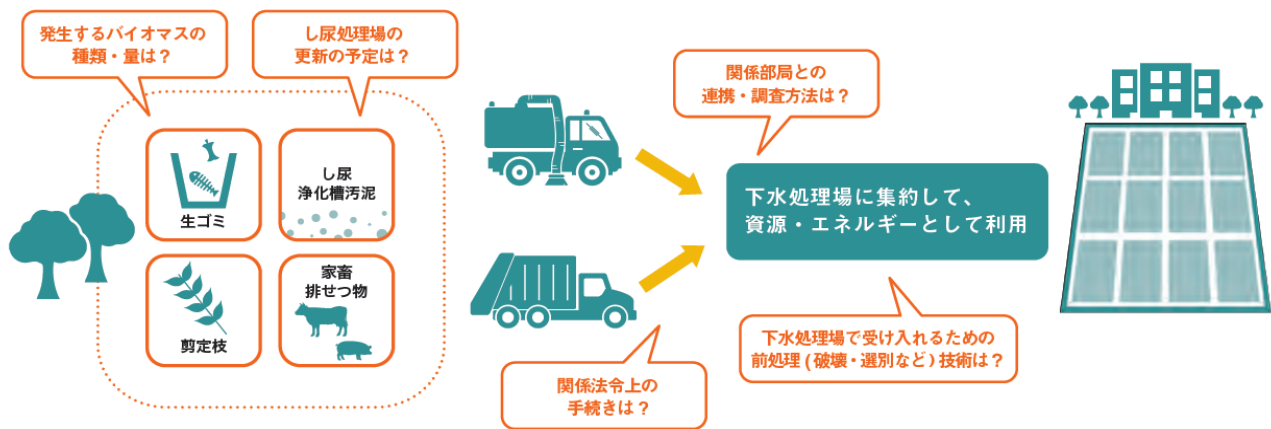 発生するバイオマスの
種類・量は？
し尿処理場の
更新の予定は？
生ゴミ
し尿
浄化槽汚泥
剪定枝
家畜
排せつ物
関係部局との
連携・調査方法は？
下水処理場に集約して、
資源・エネルギーとして利用
関係法令上の
手続きは？
下水処理場で受け入れるための
前処理(破壊・選別など)技術は？